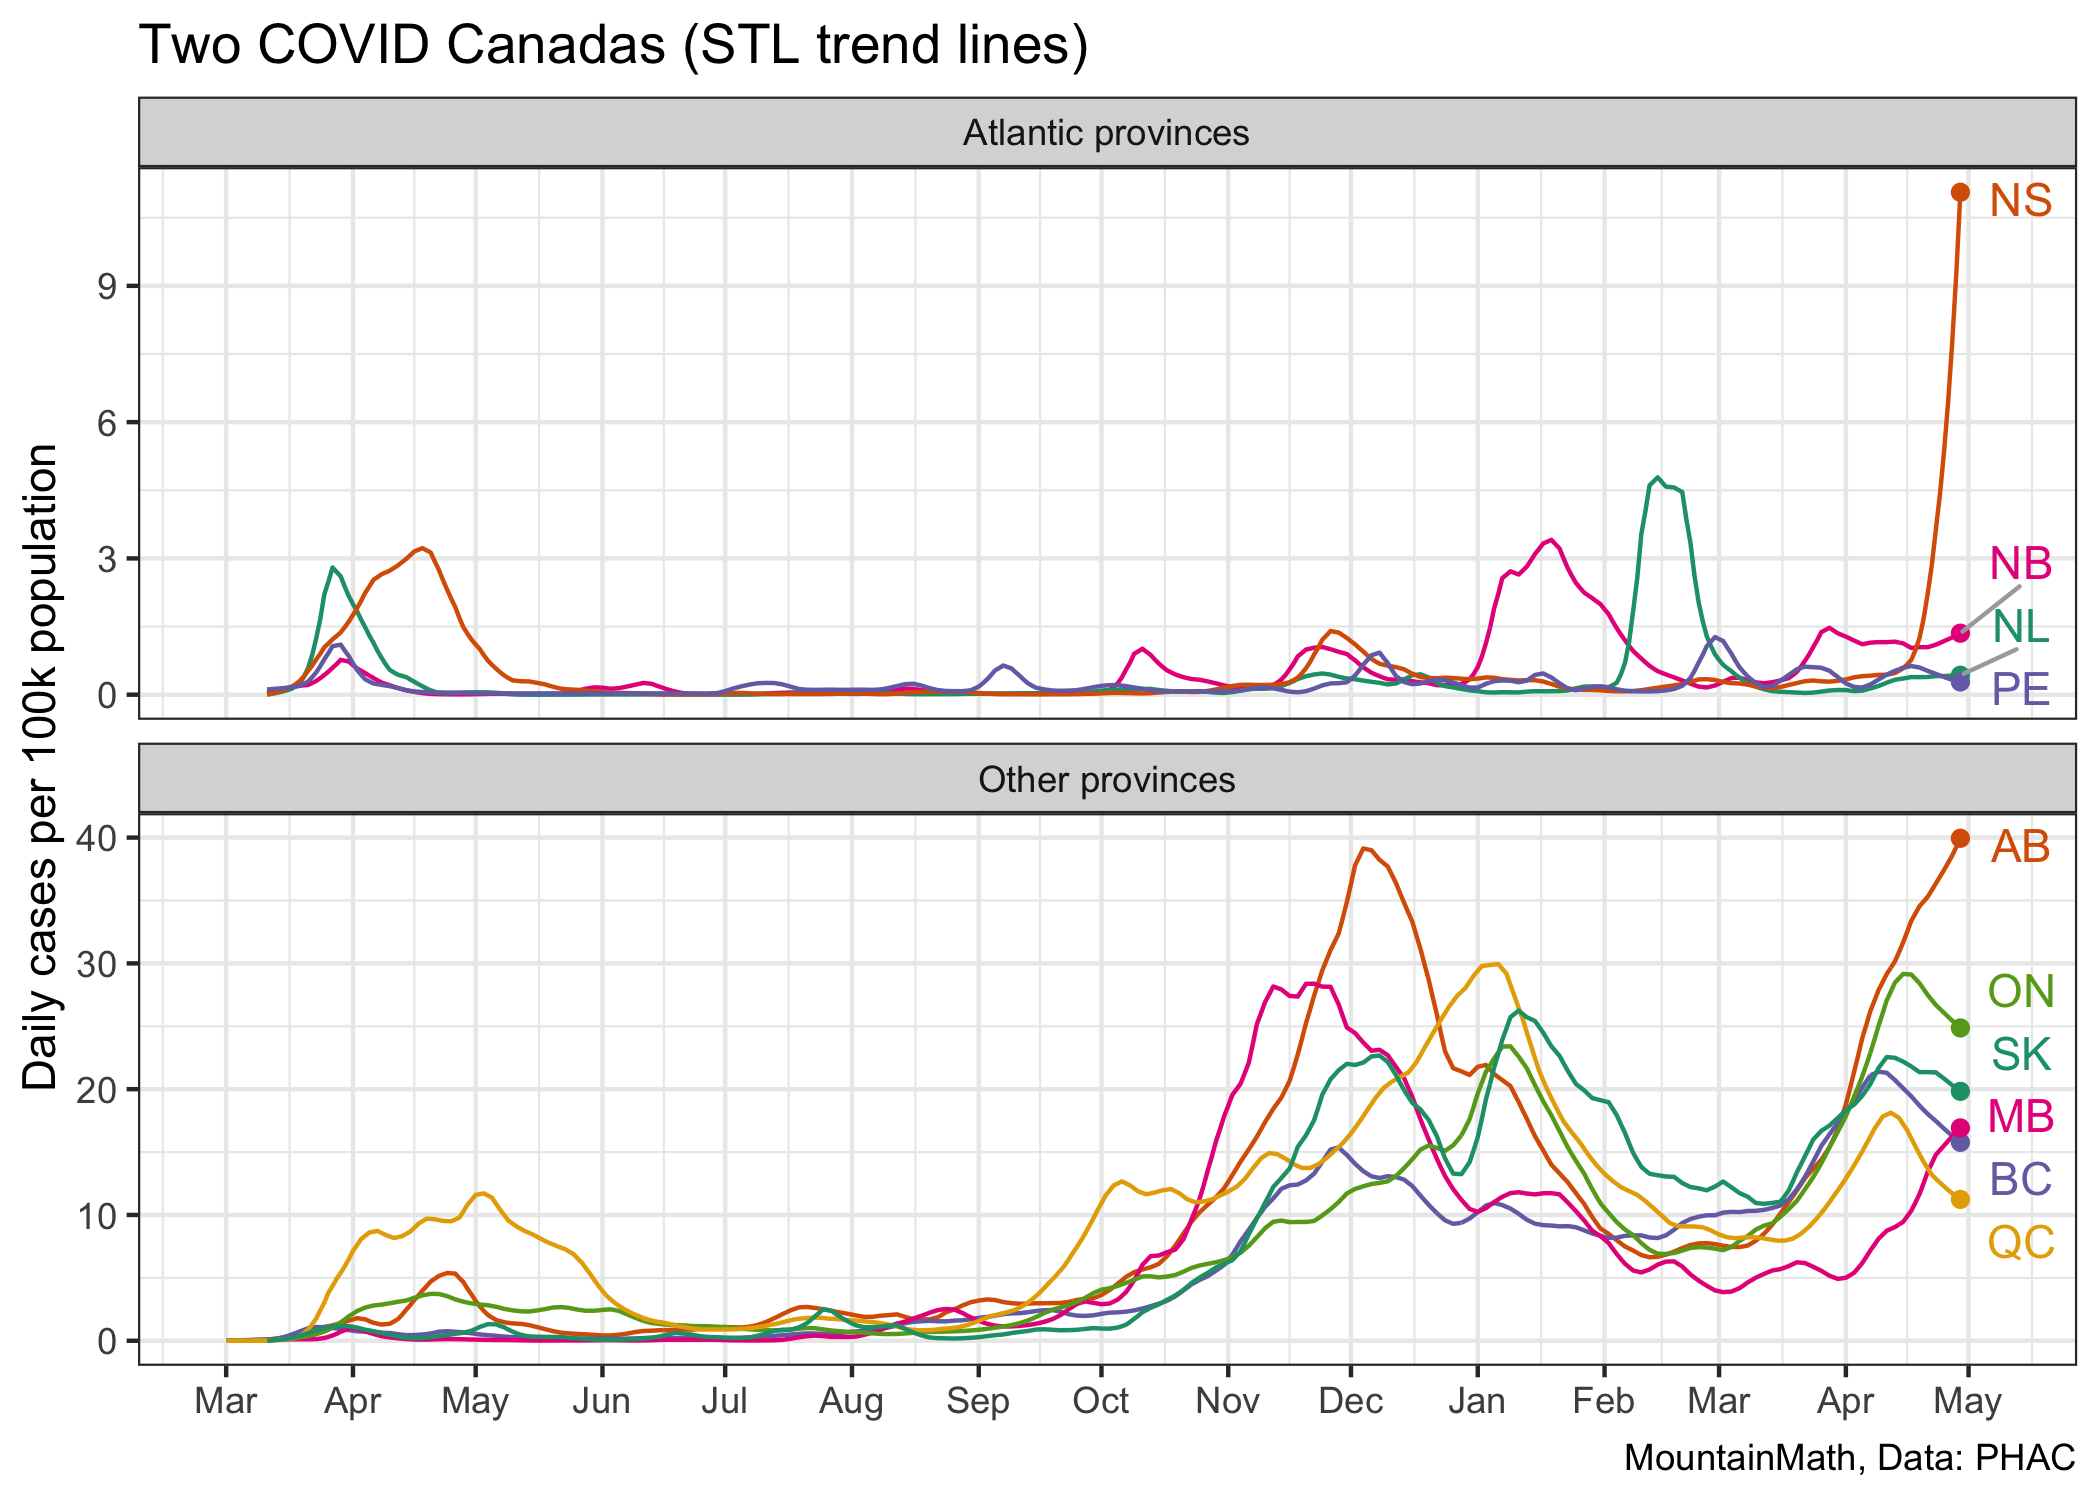 Two COVID Canadas (STL trend lines)
Daily cases per 100k population
Atlantic provinces
9
6
3
0
NS
NB
NL
PE
Other provinces
40
30
20
10
0
AB
ON
SK
MB
BC
QC
Mar Apr May Jun Jul Aug Sep Oct Nov Dec Jan Feb Mar Apr May
MountainMath, Data: PHAC